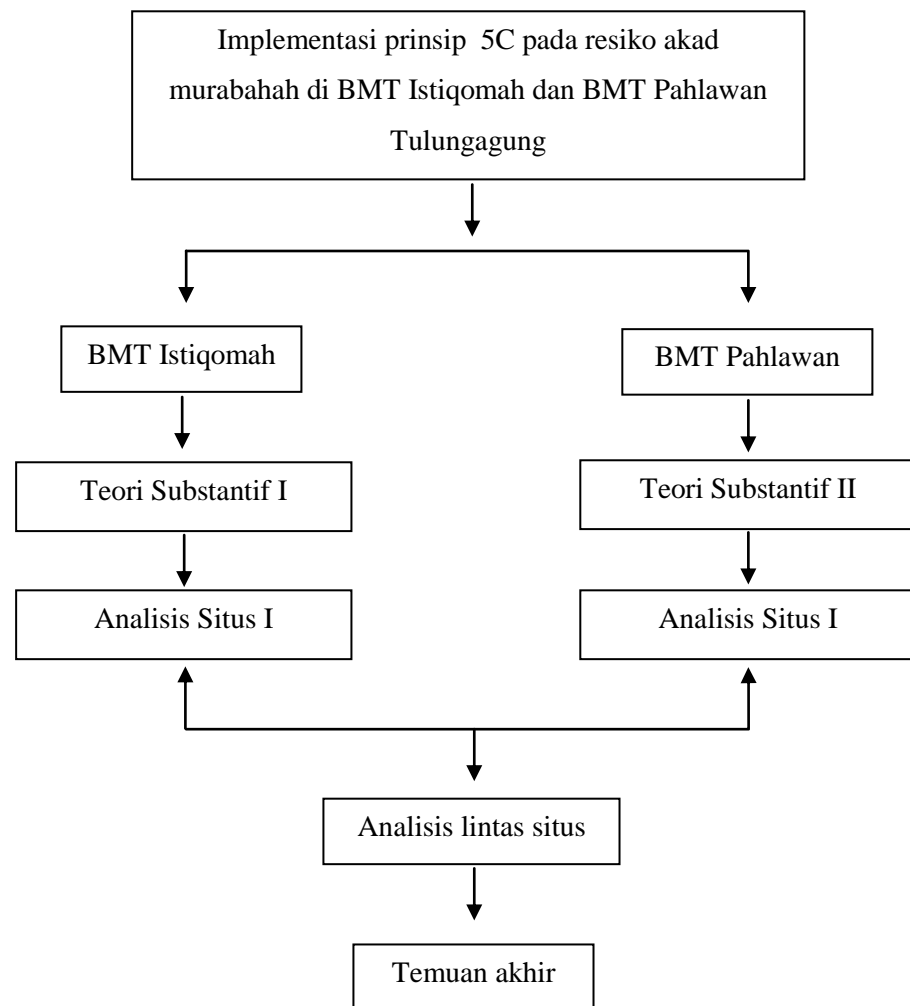 Implementasi prinsip 5C pada resiko akad
murabahah di BMT Istiqomah dan BMT Pahlawan
Tulungagung
BMT Istiqomah
BMT Pahlawan
Teori Substantif I
Teori Substantif II
Analisis Situs I
Analisis Situs I
Analisis lintas situs
Temuan akhir